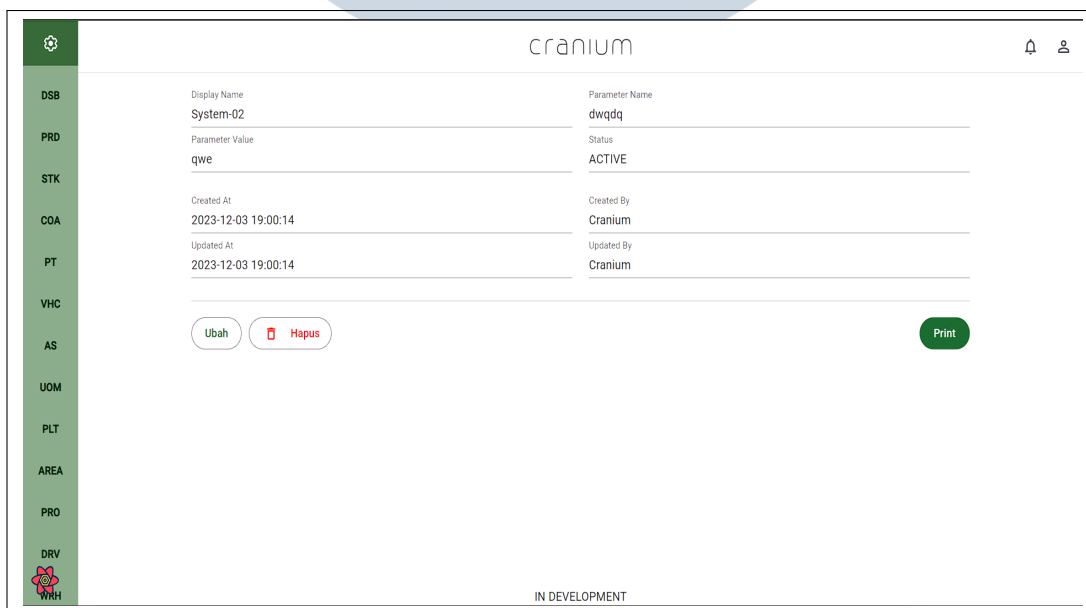 cranium
DSB
PRD
STK
COA
PT
VHC
AS
UOM
PLT
AREA
PRO
DRV
WRH
Display Name
System-02
Parameter Name
dwqdq
Parameter Value
qwe
Status
ACTIVE
Created At
2023-12-03 19:00:14
Created By
Cranium
Updated At
2023-12-03 19:00:14
Updated By
Cranium
Ubah
Hapus
Print
IN DEVELOPMENT